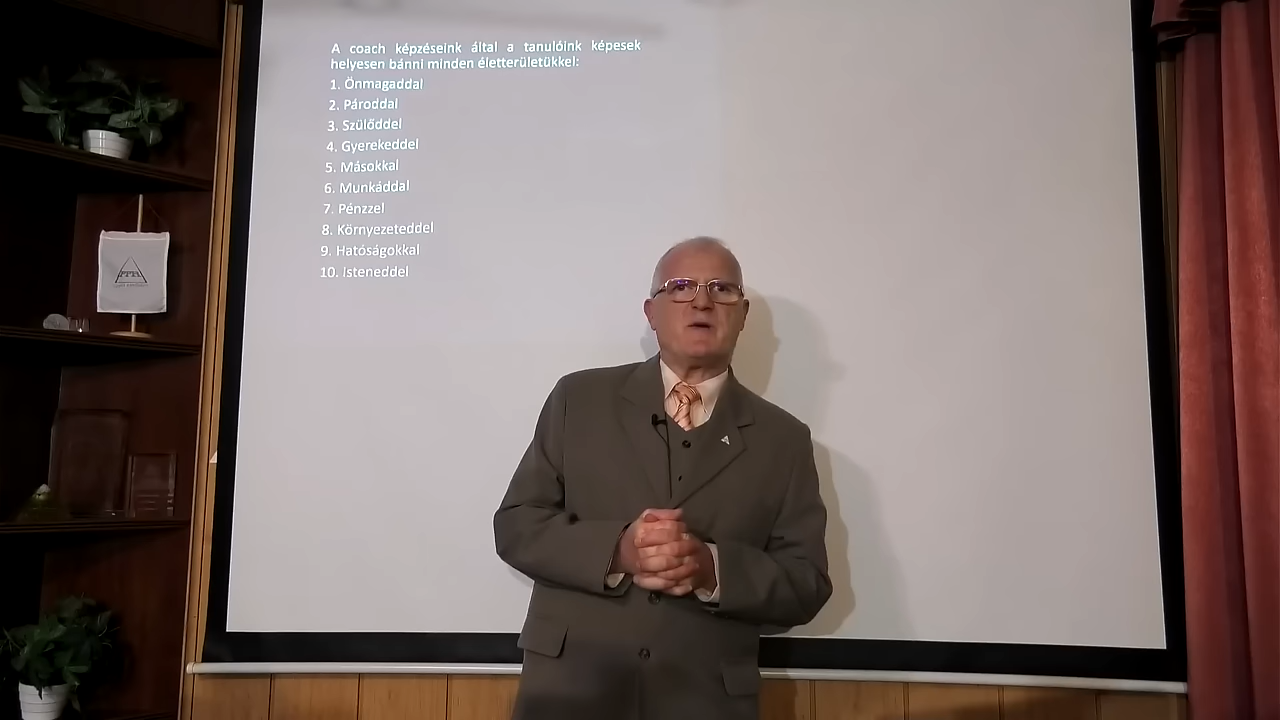 A coach képzéseink által a tanulóink képesek
helyesen bánni minden életterületükkel:
1. Önmagaddal
2. Pároddal
3. Szülőddel
4. Gyerekeddel
5. Másokkal
6. Munkáddal
7. Pénzzel
8. Környezeteddel
9. Hatóságokkal
10. Isteneddel